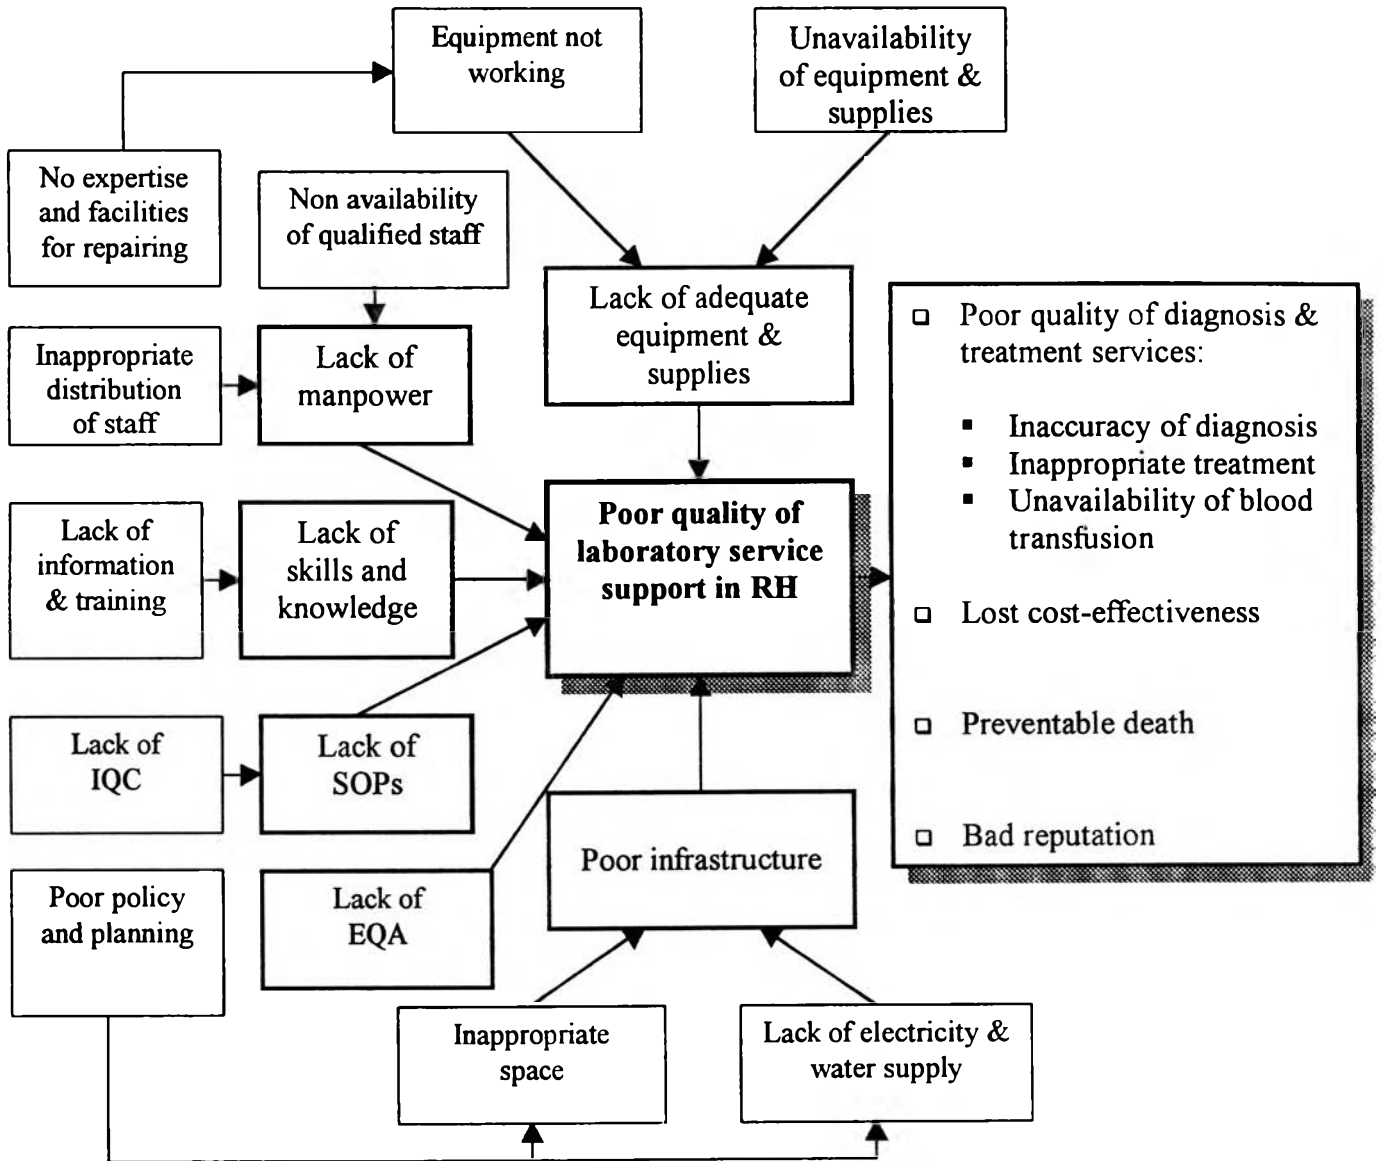 Equipment not
working
Unavailability
of equipment &
supplies
No expertise
and facilities
for repairing
Non availability
of qualified staff
Lack of adequate
equipment &
supplies
Inappropriate
distribution
of staff
Lack of
manpower
Lack of
information
& training
Lack of
skills and
knowledge
Poor quality of
laboratory service
support in RH
❑ Poor quality of diagnosis &
treatment services:
▪ Inaccuracy of diagnosis
▪ Inappropriate treatment
▪ Unavailability of blood
transfusion
❑ Lost cost-effectiveness
❑ Preventable death
❑ Bad reputation
Lack of
IQC
Lack of
SOPs
Poor infrastructure
Poor policy
and planning
Lack of
EQA
Inappropriate
space
Lack of electricity &
water supply